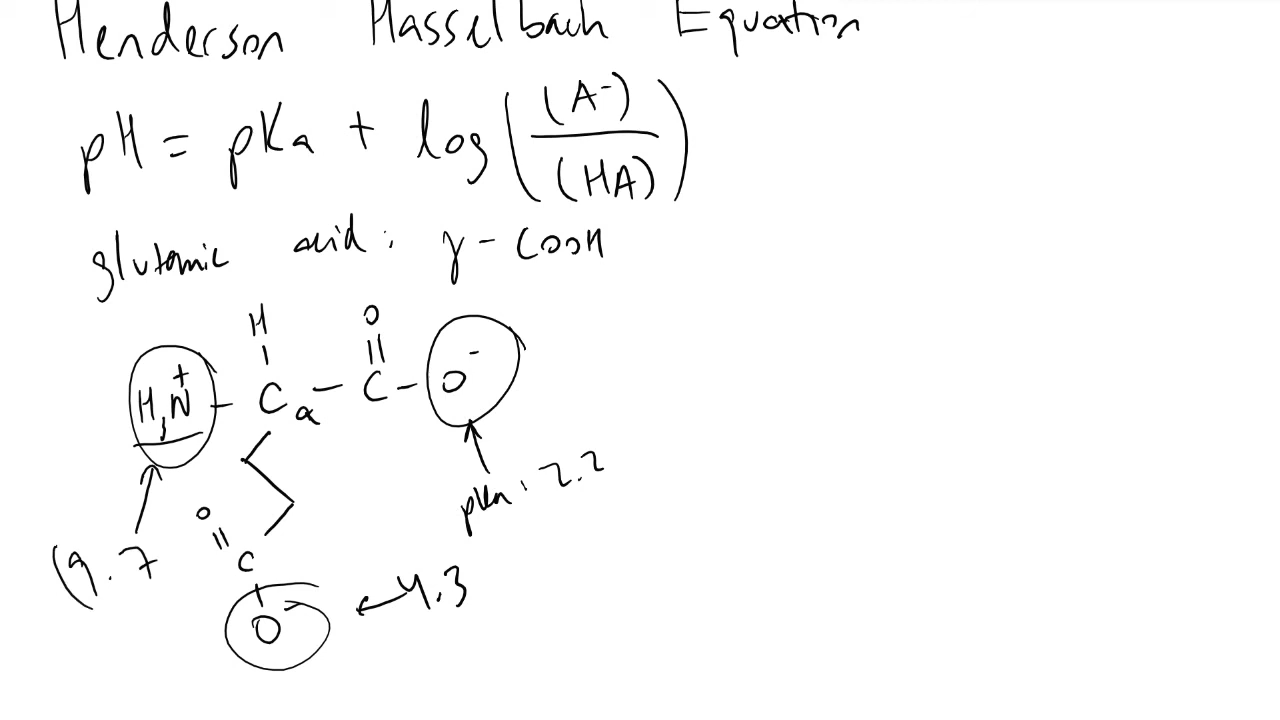 Henderson Hasselbach Equation
pH = pKa + log ( (A⁻) / (HA) )
glutamic acid: γ - COOH
H O
H₃N⁺ - Cα - C - O⁻
pKa: 2.2
O
(9.7 C
4.3
O⁻